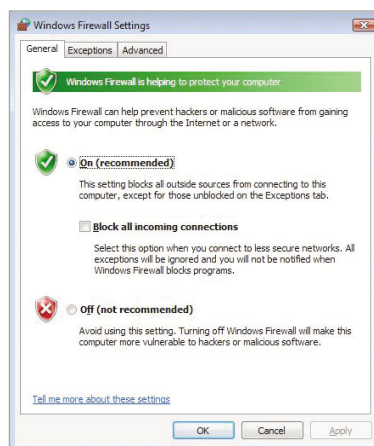 Windows Firewall Settings
General Exceptions Advanced
Windows Firewall is helping to protect your computer
Windows Firewall can help prevent hackers or malicious software from gaining
access to your computer through the Internet or a network.
On (recommended)
This setting blocks all outside sources from connecting to this
computer, except for those unblocked on the Exceptions tab.
Block all incoming connections
Select this option when you connect to less secure networks. All
exceptions will be ignored and you will not be notified when
Windows Firewall blocks programs.
Off (not recommended)
Avoid using this setting. Turning off Windows Firewall will make this
computer more vulnerable to hackers or malicious software.
Tell me more about these settings
OK Cancel Apply